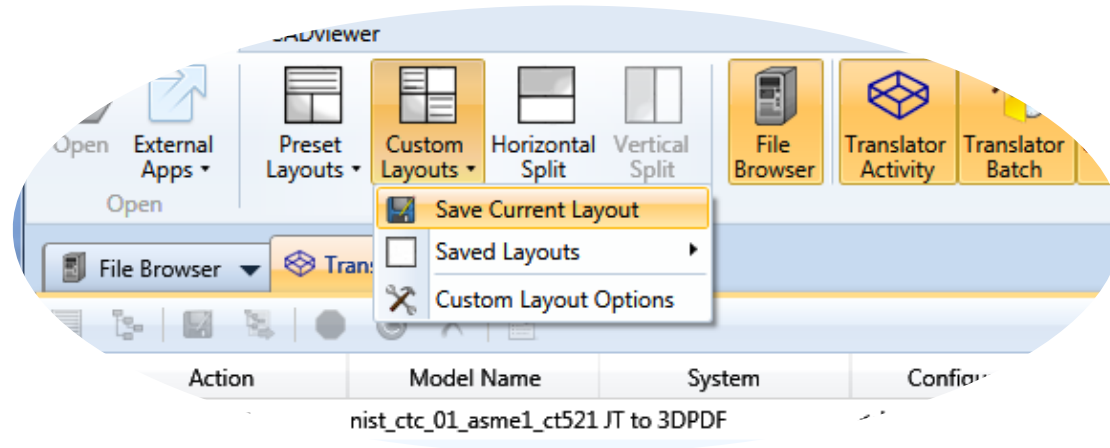 CADViewer
Open External Apps
Preset Layouts
Custom Layouts
Horizontal Split
Vertical Split
File Browser
Translator Activity
Translator Batch
Open
Save Current Layout
Saved Layouts
Custom Layout Options
File Browser
Trans
Action Model Name System
nist_ctc_01_asme1_ct521 JT to 3DPDF